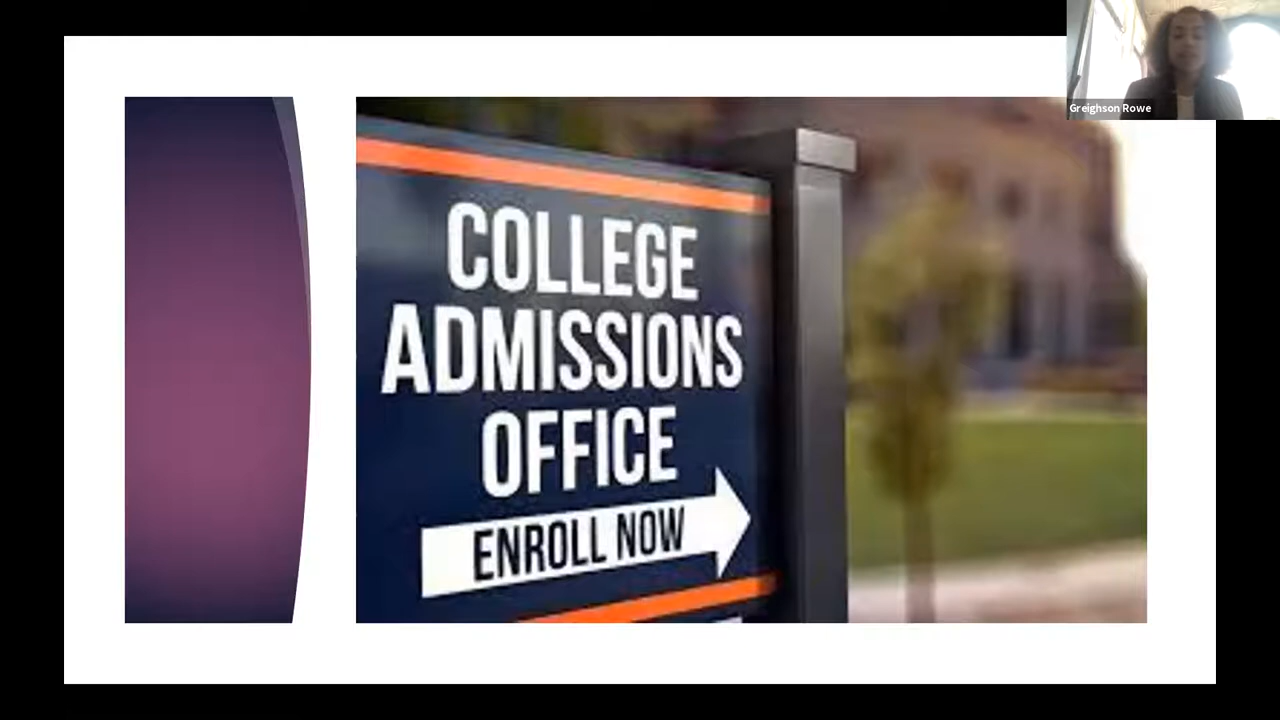 Greighson Rowe
COLLEGE
ADMISSIONS
OFFICE
ENROLL NOW